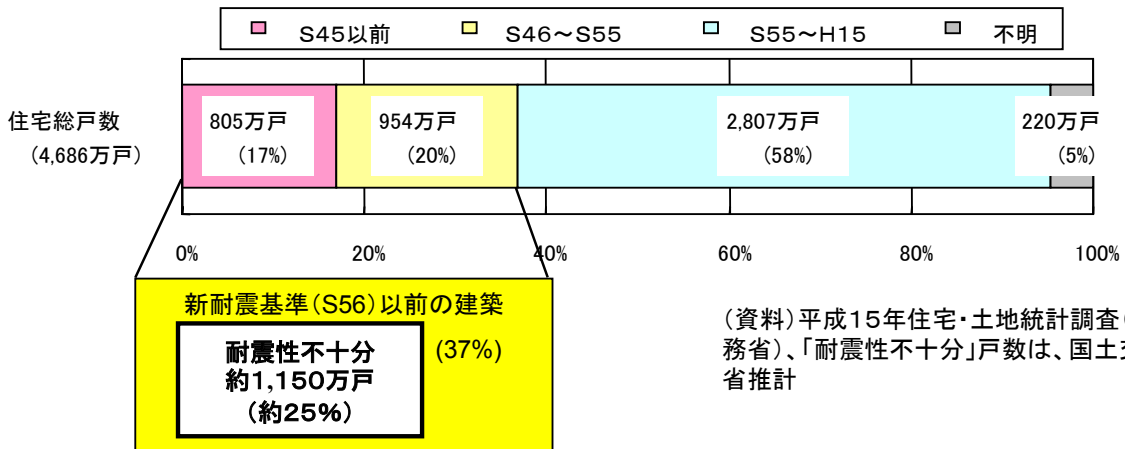 S45以前 S46～S55 S55～H15 不明
住宅総戸数
(4,686万戸)
805万戸
(17%)
954万戸
(20%)
2,807万戸
(58%)
220万戸
(5%)
0% 20% 40% 60% 80% 100%
新耐震基準(S56)以前の建築
耐震性不十分
約1,150万戸
(約25%)
(37%)
(資料)平成15年住宅・土地統計調査(
務省)、「耐震性不十分」戸数は、国土交
省推計